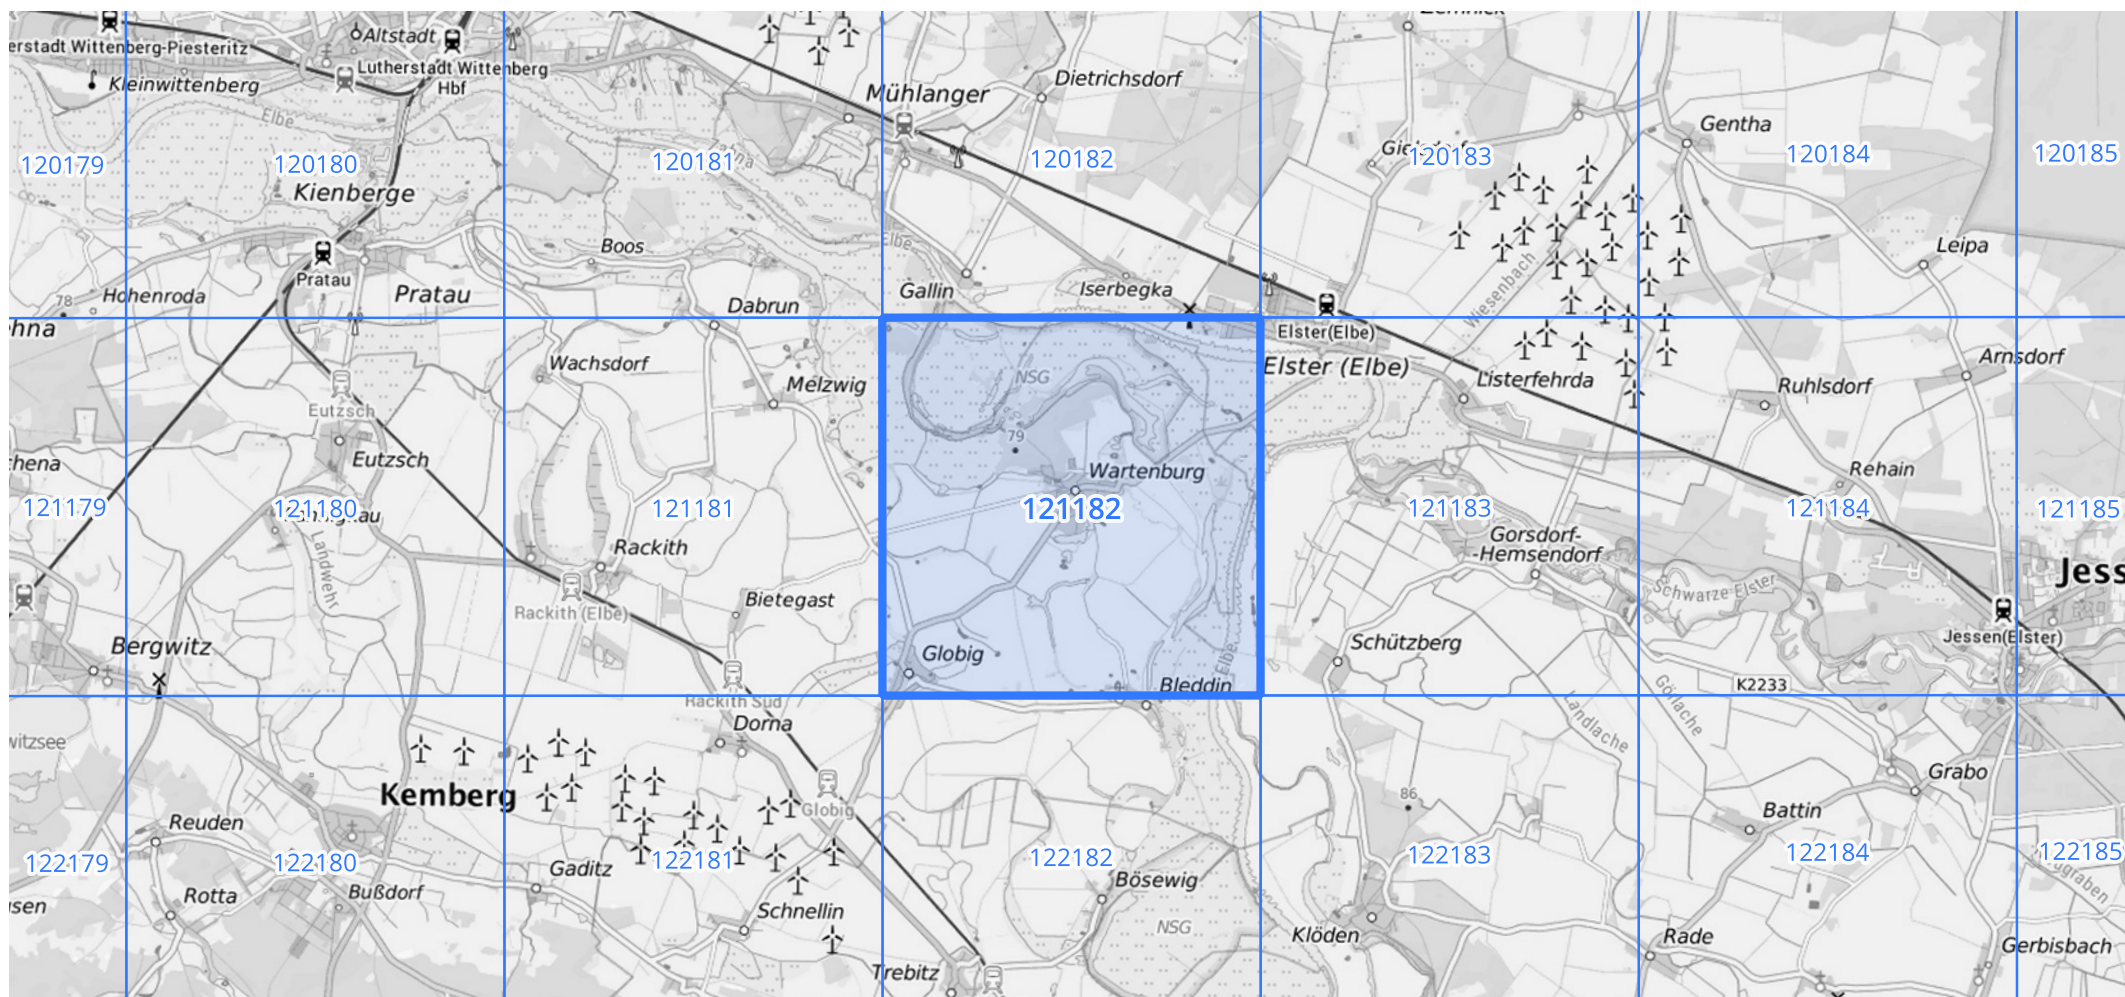 Zemnick
Altstadt
erstadt Wittenberg-Piesteritz
Lutherstadt Wittenberg
Hbf
Kleinwittenberg
Mühlanger
Dietrichsdorf
Elbe
Gentha
120179
120180
120181
120182
120183
120184
120185
Kienberge
Elbe
Boos
Leipa
Pratau
Pratau
Hohenroda
78
Gallin
Iserbegka
Wiesenbach
Dabrun
hna
Elster(Elbe)
Elster (Elbe)
Wachsdorf
Melzwig
NSG
Listerfehrda
Arnsdorf
Ruhlsdorf
Eutzsch
Eutzsch
79
Wartenburg
Rehain
121179
121180
121181
121182
121183
121184
121185
Landwehr
Rackith
Gorsdorf-
-Hemsendorf
Jess
Rackith (Elbe)
Bietegast
Schwarze Elster
Jessen(Elster)
Bergwitz
Globig
Elbe
Schützberg
Bleddin
K2233
Rackith Süd
Dorna
Landlache
Gölache
witzsee
Kemberg
Globig
86
Grabo
Battin
Reuden
122179
122180
122181
122182
122183
122184
122185
Gaditz
Bösewig
Rotta
Bußdorf
sen
Schnellin
NSG
Klöden
Rade
Gerbisbach
Trebitz